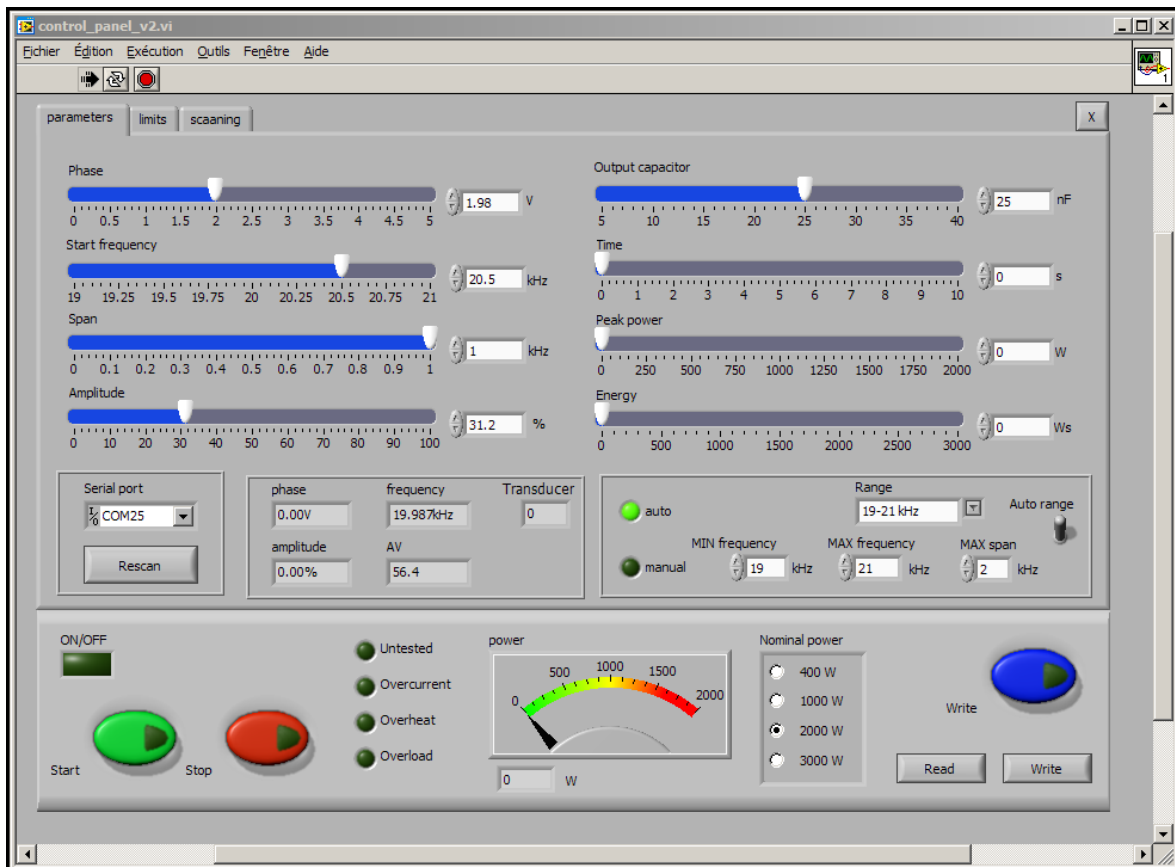 control_panel_v2.vi
Fichier Édition Exécution Outils Fenêtre Aide
1
parameters limits scaaning X
Phase
0 0.5 1 1.5 2 2.5 3 3.5 4 4.5 5
1.98 V
Start frequency
19 19.25 19.5 19.75 20 20.25 20.5 20.75 21
20.5 kHz
Span
0 0.1 0.2 0.3 0.4 0.5 0.6 0.7 0.8 0.9 1
1 kHz
Amplitude
0 10 20 30 40 50 60 70 80 90 100
31.2 %
Output capacitor
5 10 15 20 25 30 35 40
25 nF
Time
0 1 2 3 4 5 6 7 8 9 10
0 s
Peak power
0 250 500 750 1000 1250 1500 1750 2000
0 W
Energy
0 500 1000 1500 2000 2500 3000
0 Ws
Serial port
I/0 COM25
Rescan
phase frequency Transducer
0.00V 19.987kHz 0
amplitude AV
0.00% 56.4
Range
auto 19-21 kHz Auto range
MIN frequency MAX frequency MAX span
manual 19 kHz 21 kHz 2 kHz
ON/OFF
Start Stop
Untested
Overcurrent
Overheat
Overload
power
0 500 1000 1500 2000
0 W
Nominal power
400 W
1000 W
2000 W
3000 W
Write
Read Write